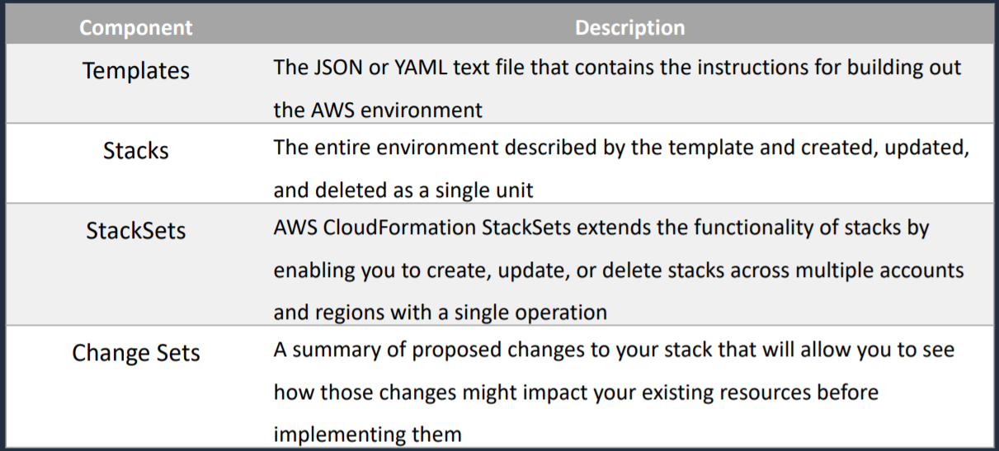 Component Description
Templates The JSON or YAML text file that contains the instructions for building out
the AWS environment
Stacks The entire environment described by the template and created, updated,
and deleted as a single unit
StackSets AWS CloudFormation StackSets extends the functionality of stacks by
enabling you to create, update, or delete stacks across multiple accounts
and regions with a single operation
Change Sets A summary of proposed changes to your stack that will allow you to see
how those changes might impact your existing resources before
implementing them